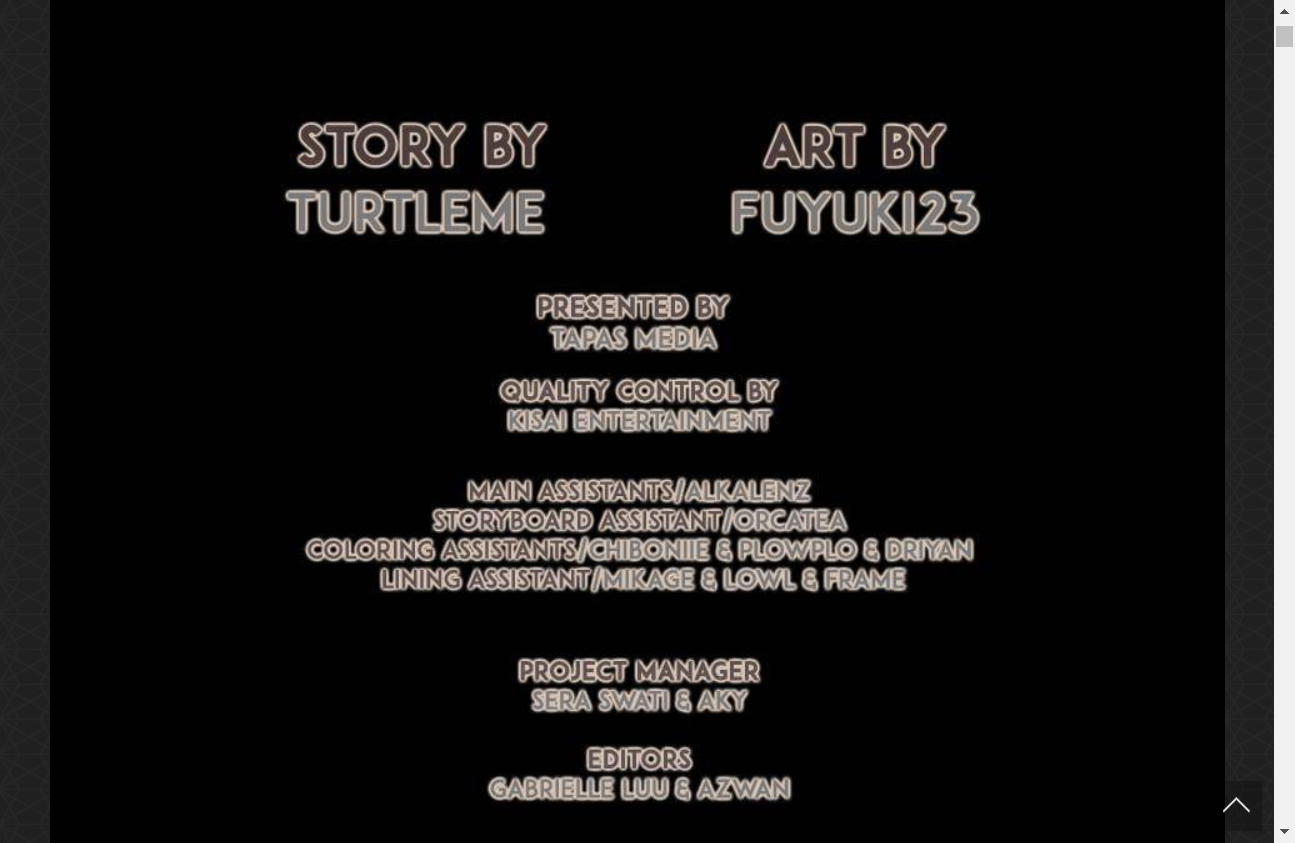 STORY BY
TURTLEME
ART BY
FUYUKI23
PRESENTED BY
TAPAS MEDIA
QUALITY CONTROL BY
KISAI ENTERTAINMENT
MAIN ASSISTANTS/ALKALENZ
STORYBOARD ASSISTANT/ORCATEA
COLORING ASSISTANTS/CHIBONIIE & PLOWPLO & DRIYAN
LINING ASSISTANT/MIKAGE & LOWL & FRAME
PROJECT MANAGER
SERA SWATI & AKY
EDITORS
GABRIELLE LUU & AZWAN